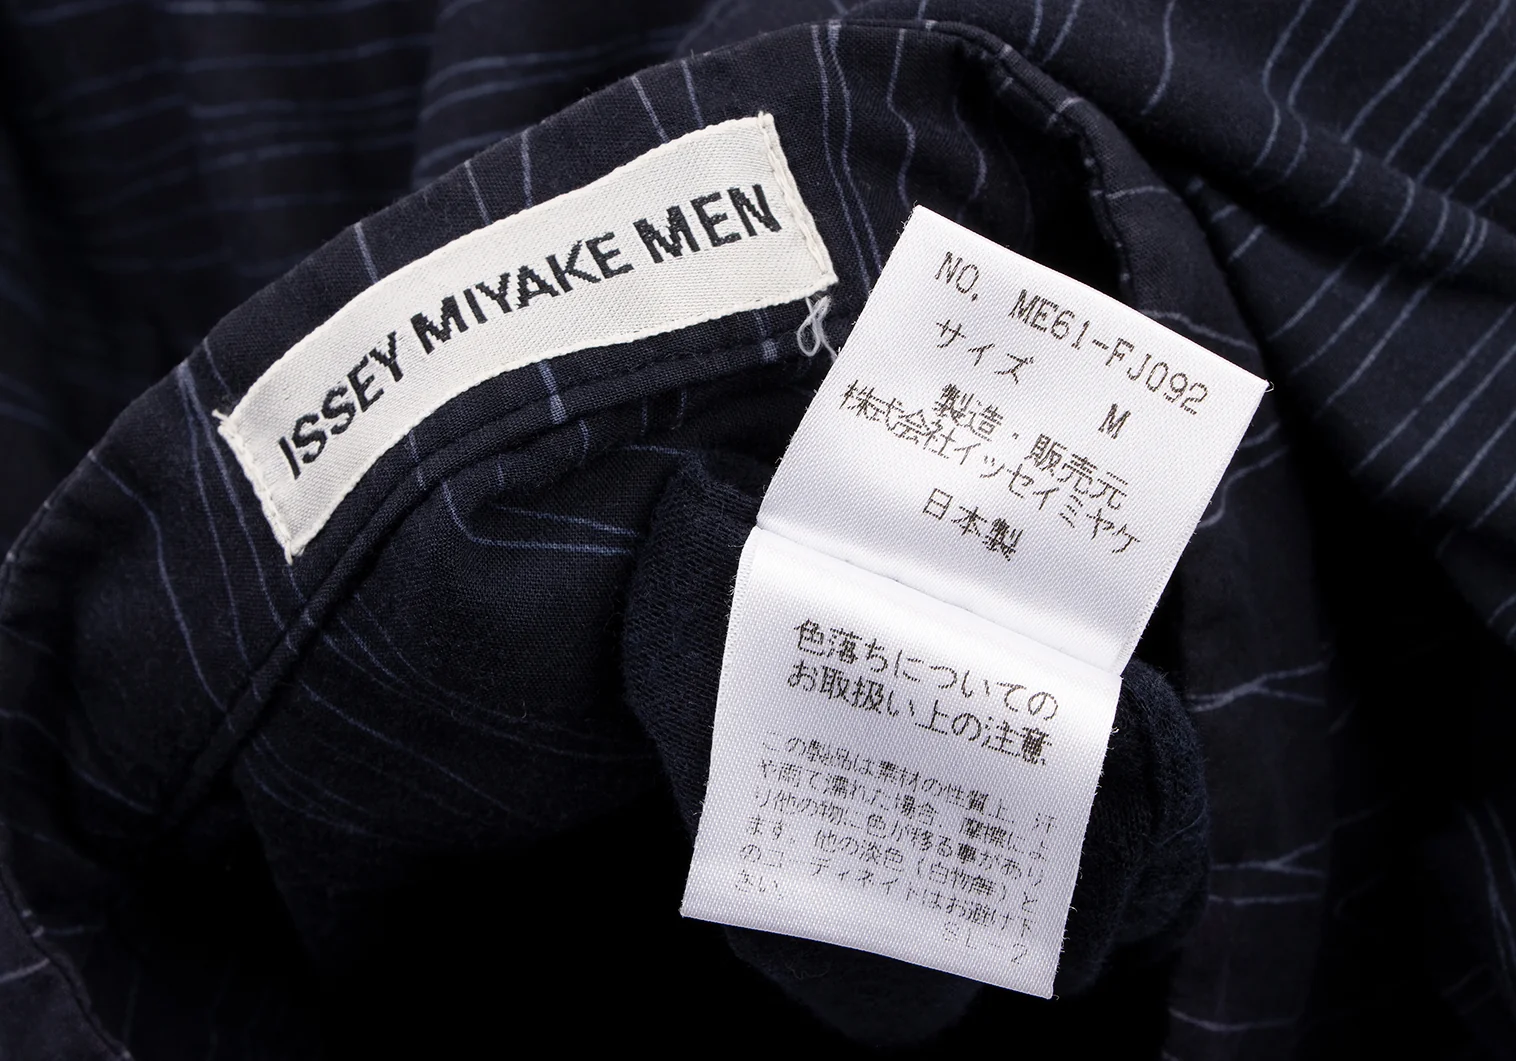 ISSEY MIYAKE MEN
NO. ME61-FJ092
サイズ M
製造・販売元
株式会社イッセイミヤケ
日本製
色落ちについての
お取扱い上の注意
この製品は素材の性質上、汗
や雨で濡れた場合、摩擦によ
り他の物に色が移る事があり
ます。他の淡色（白物等）と
のコーディネイトはお避け下
さい。
SL-2